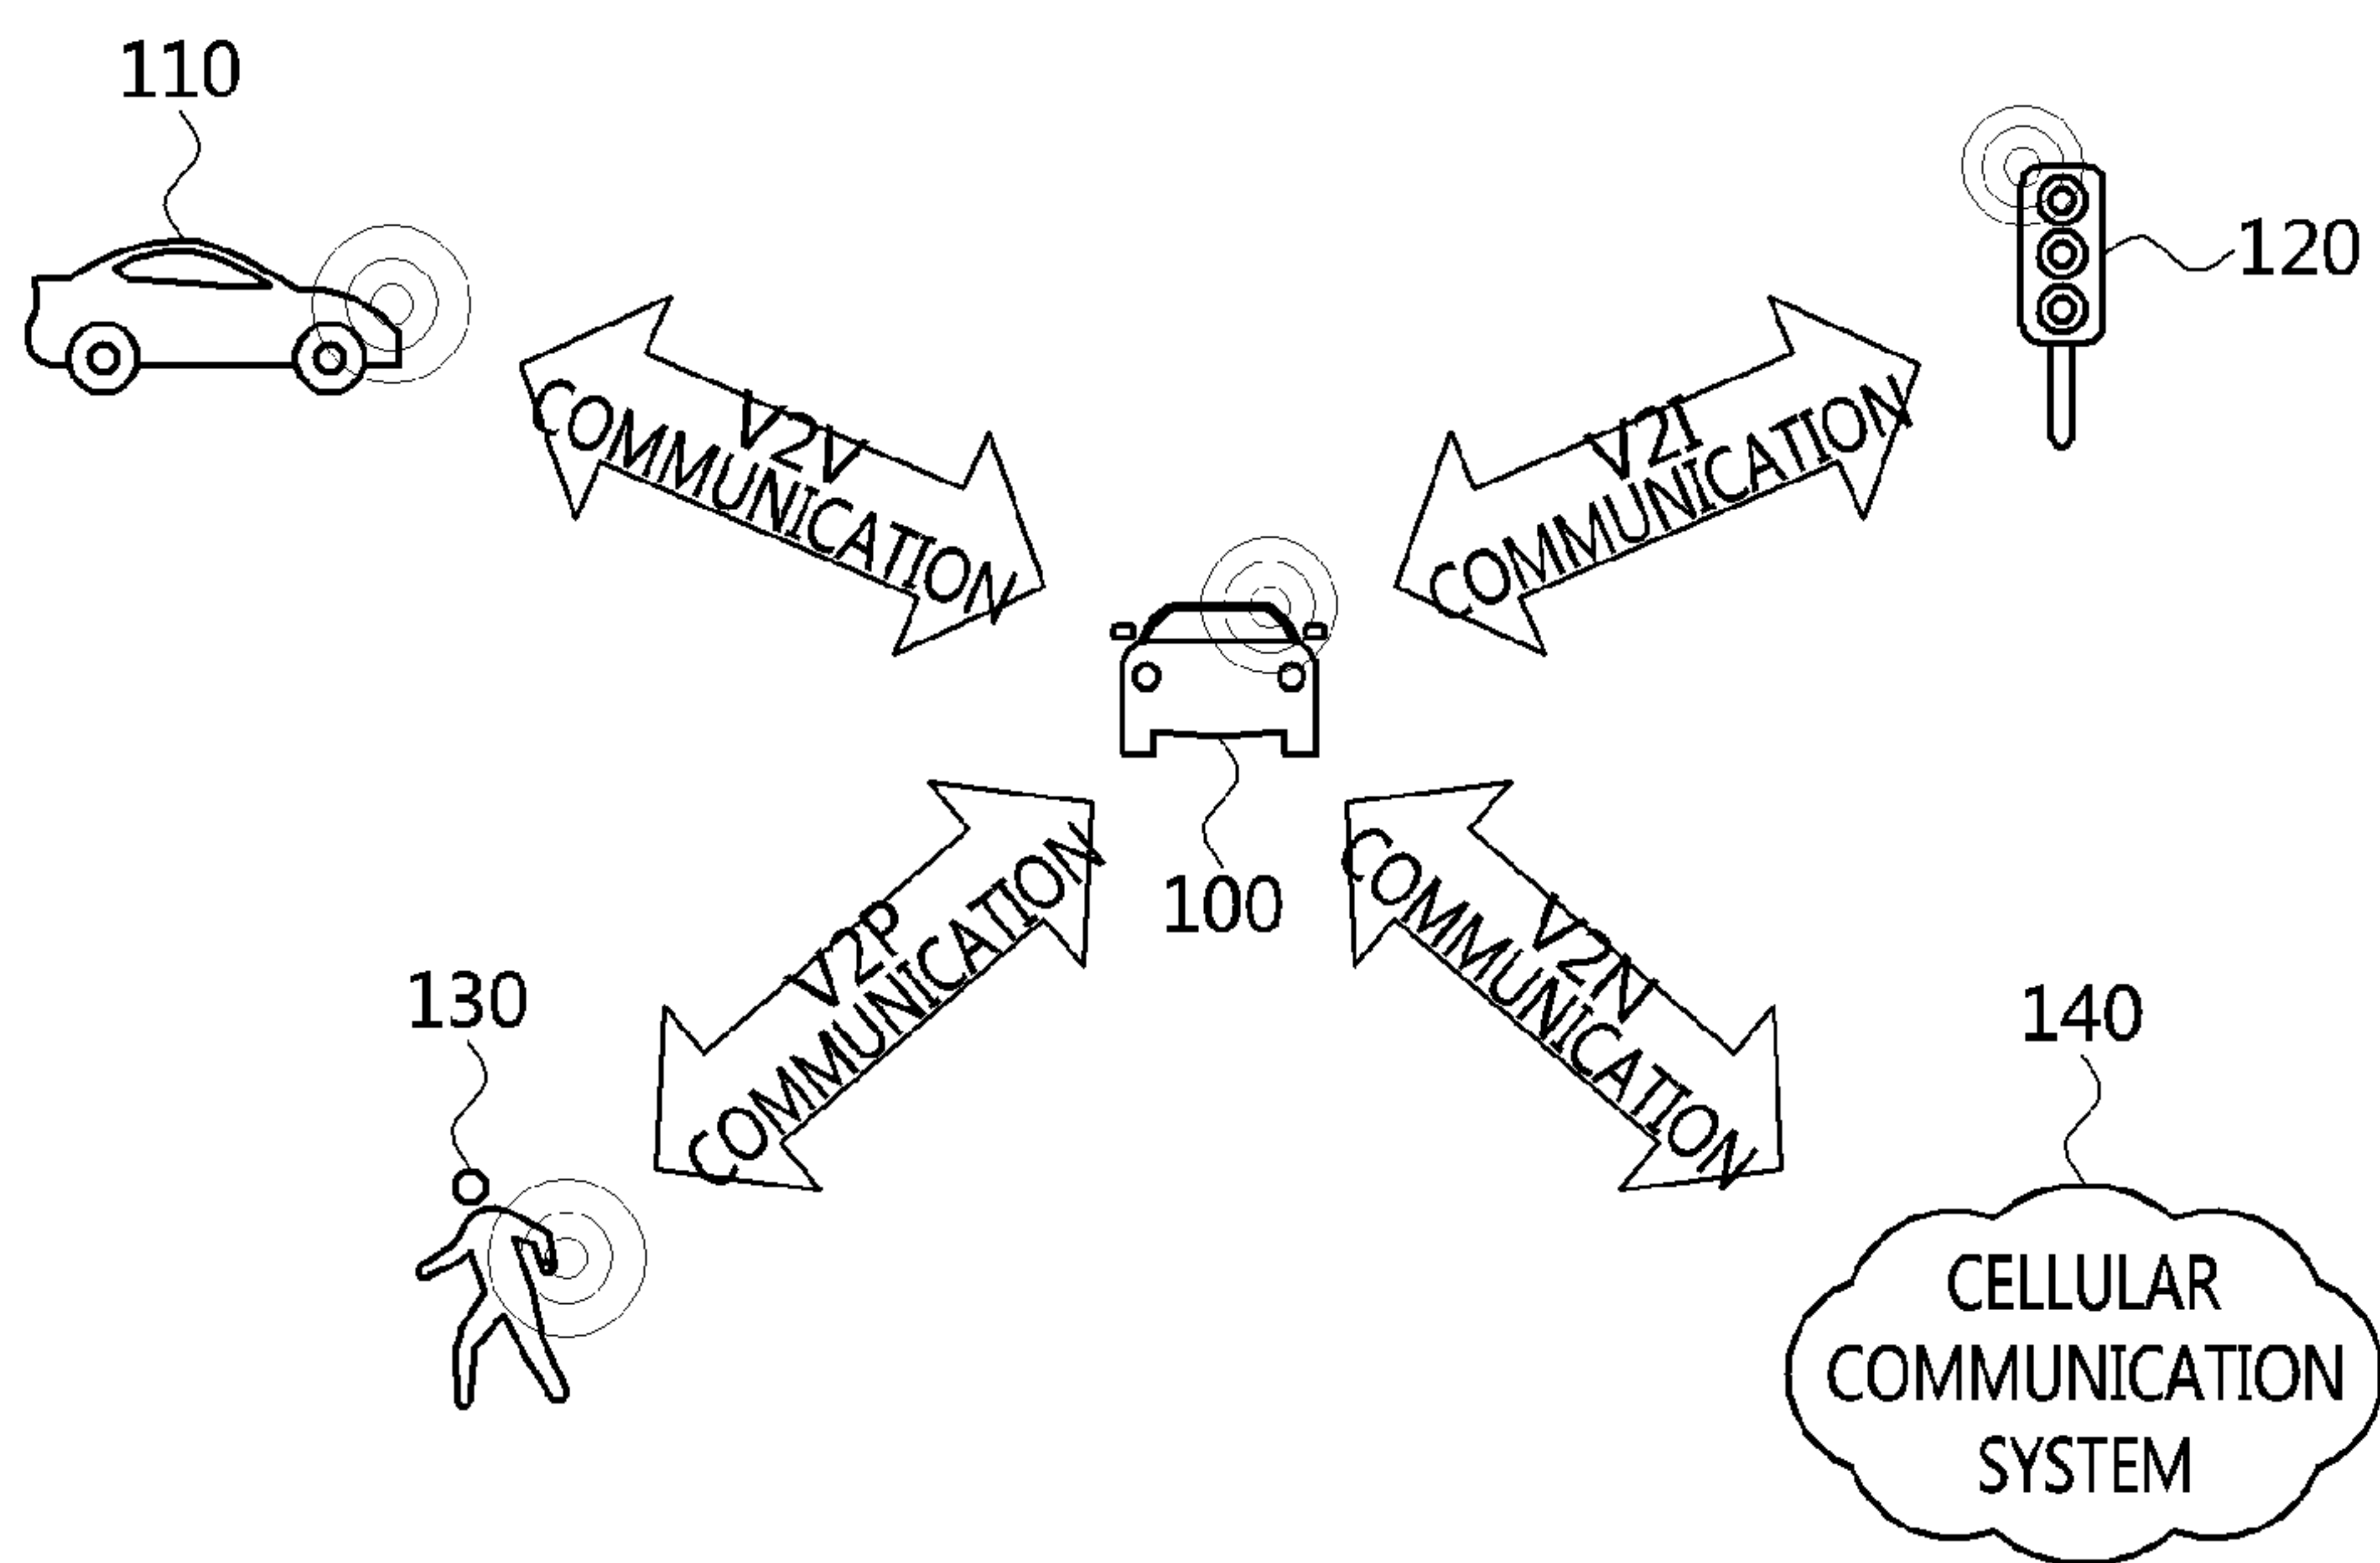 110
120
V2V
COMMUNICATION
V2I
COMMUNICATION
100
V2P
COMMUNICATION
V2N
COMMUNICATION
130
140
CELLULAR
COMMUNICATION
SYSTEM